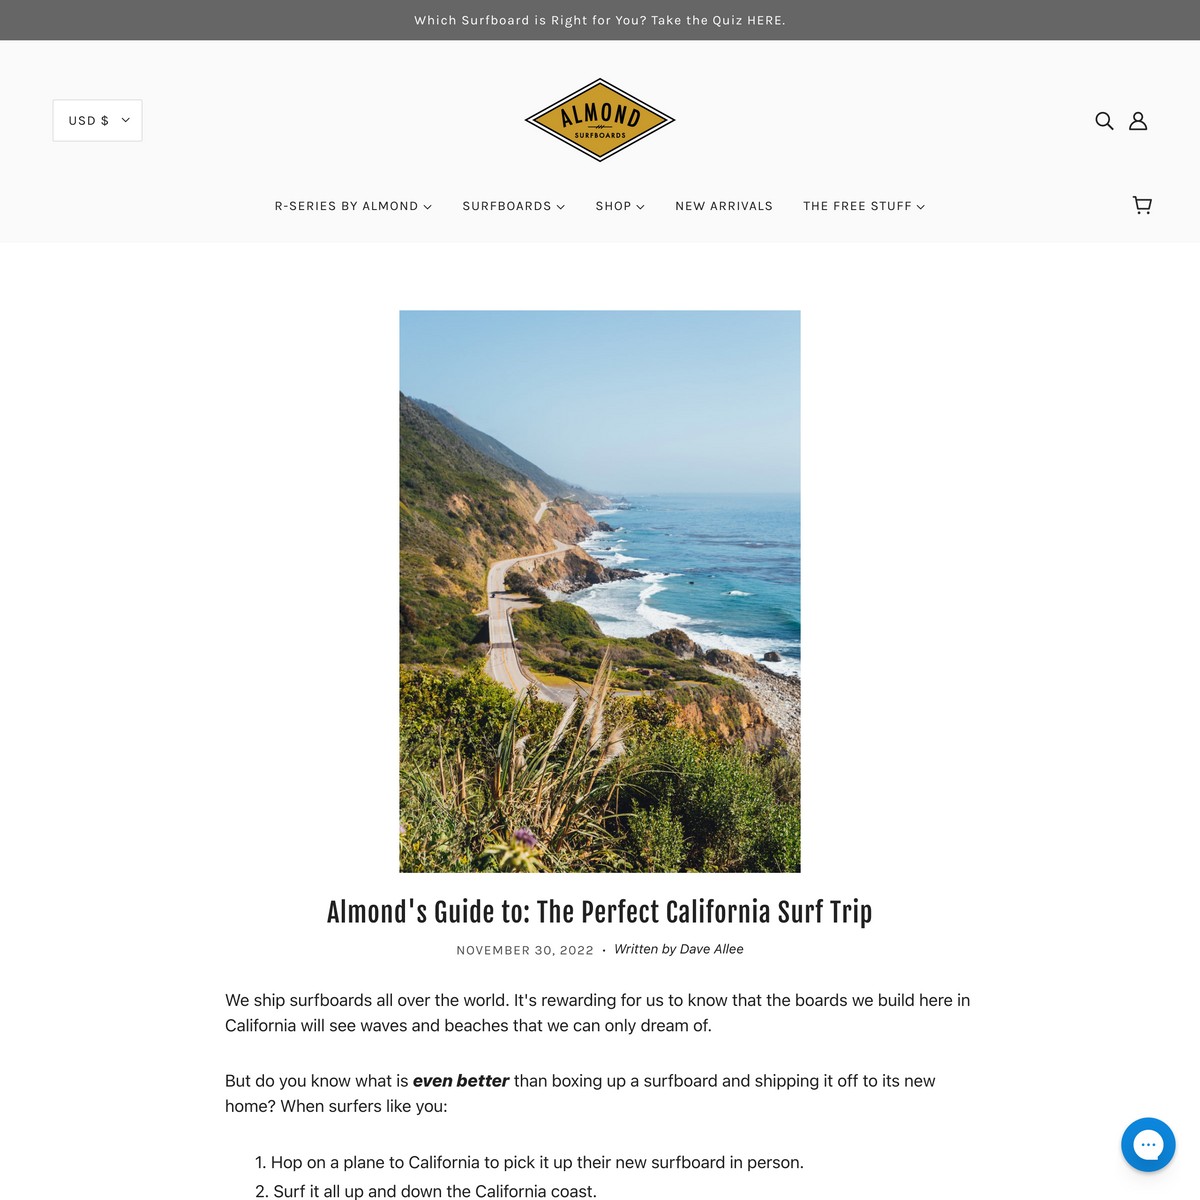 Which Surfboard is Right for You? Take the Quiz HERE.
USD $
ALMOND
SURFBOARDS
R-SERIES BY ALMOND
SURFBOARDS
SHOP
NEW ARRIVALS
THE FREE STUFF
Almond's Guide to: The Perfect California Surf Trip
NOVEMBER 30, 2022 • Written by Dave Allee
We ship surfboards all over the world. It's rewarding for us to know that the boards we build here in
California will see waves and beaches that we can only dream of.
But do you know what is even better than boxing up a surfboard and shipping it off to its new
home? When surfers like you:
1. Hop on a plane to California to pick it up their new surfboard in person.
2. Surf it all up and down the California coast.